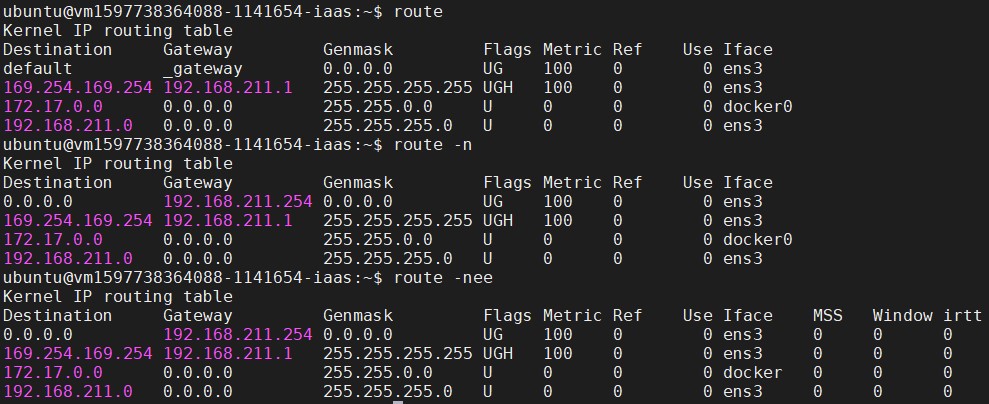 ubuntu@vm1597738364088-1141654-iaas:~$ route
Kernel IP routing table
Destination     Gateway         Genmask         Flags Metric Ref    Use Iface
default         _gateway        0.0.0.0         UG    100    0        0 ens3
169.254.169.254 192.168.211.1   255.255.255.255 UGH   100    0        0 ens3
172.17.0.0      0.0.0.0         255.255.0.0     U     0      0        0 docker0
192.168.211.0   0.0.0.0         255.255.255.0   U     0      0        0 ens3
ubuntu@vm1597738364088-1141654-iaas:~$ route -n
Kernel IP routing table
Destination     Gateway         Genmask         Flags Metric Ref    Use Iface
0.0.0.0         192.168.211.254 0.0.0.0         UG    100    0        0 ens3
169.254.169.254 192.168.211.1   255.255.255.255 UGH   100    0        0 ens3
172.17.0.0      0.0.0.0         255.255.0.0     U     0      0        0 docker0
192.168.211.0   0.0.0.0         255.255.255.0   U     0      0        0 ens3
ubuntu@vm1597738364088-1141654-iaas:~$ route -nee
Kernel IP routing table
Destination     Gateway         Genmask         Flags Metric Ref    Use Iface    MSS   Window irtt
0.0.0.0         192.168.211.254 0.0.0.0         UG    100    0        0 ens3     0     0      0
169.254.169.254 192.168.211.1   255.255.255.255 UGH   100    0        0 ens3     0     0      0
172.17.0.0      0.0.0.0         255.255.0.0     U     0      0        0 docker   0     0      0
192.168.211.0   0.0.0.0         255.255.255.0   U     0      0        0 ens3     0     0      0